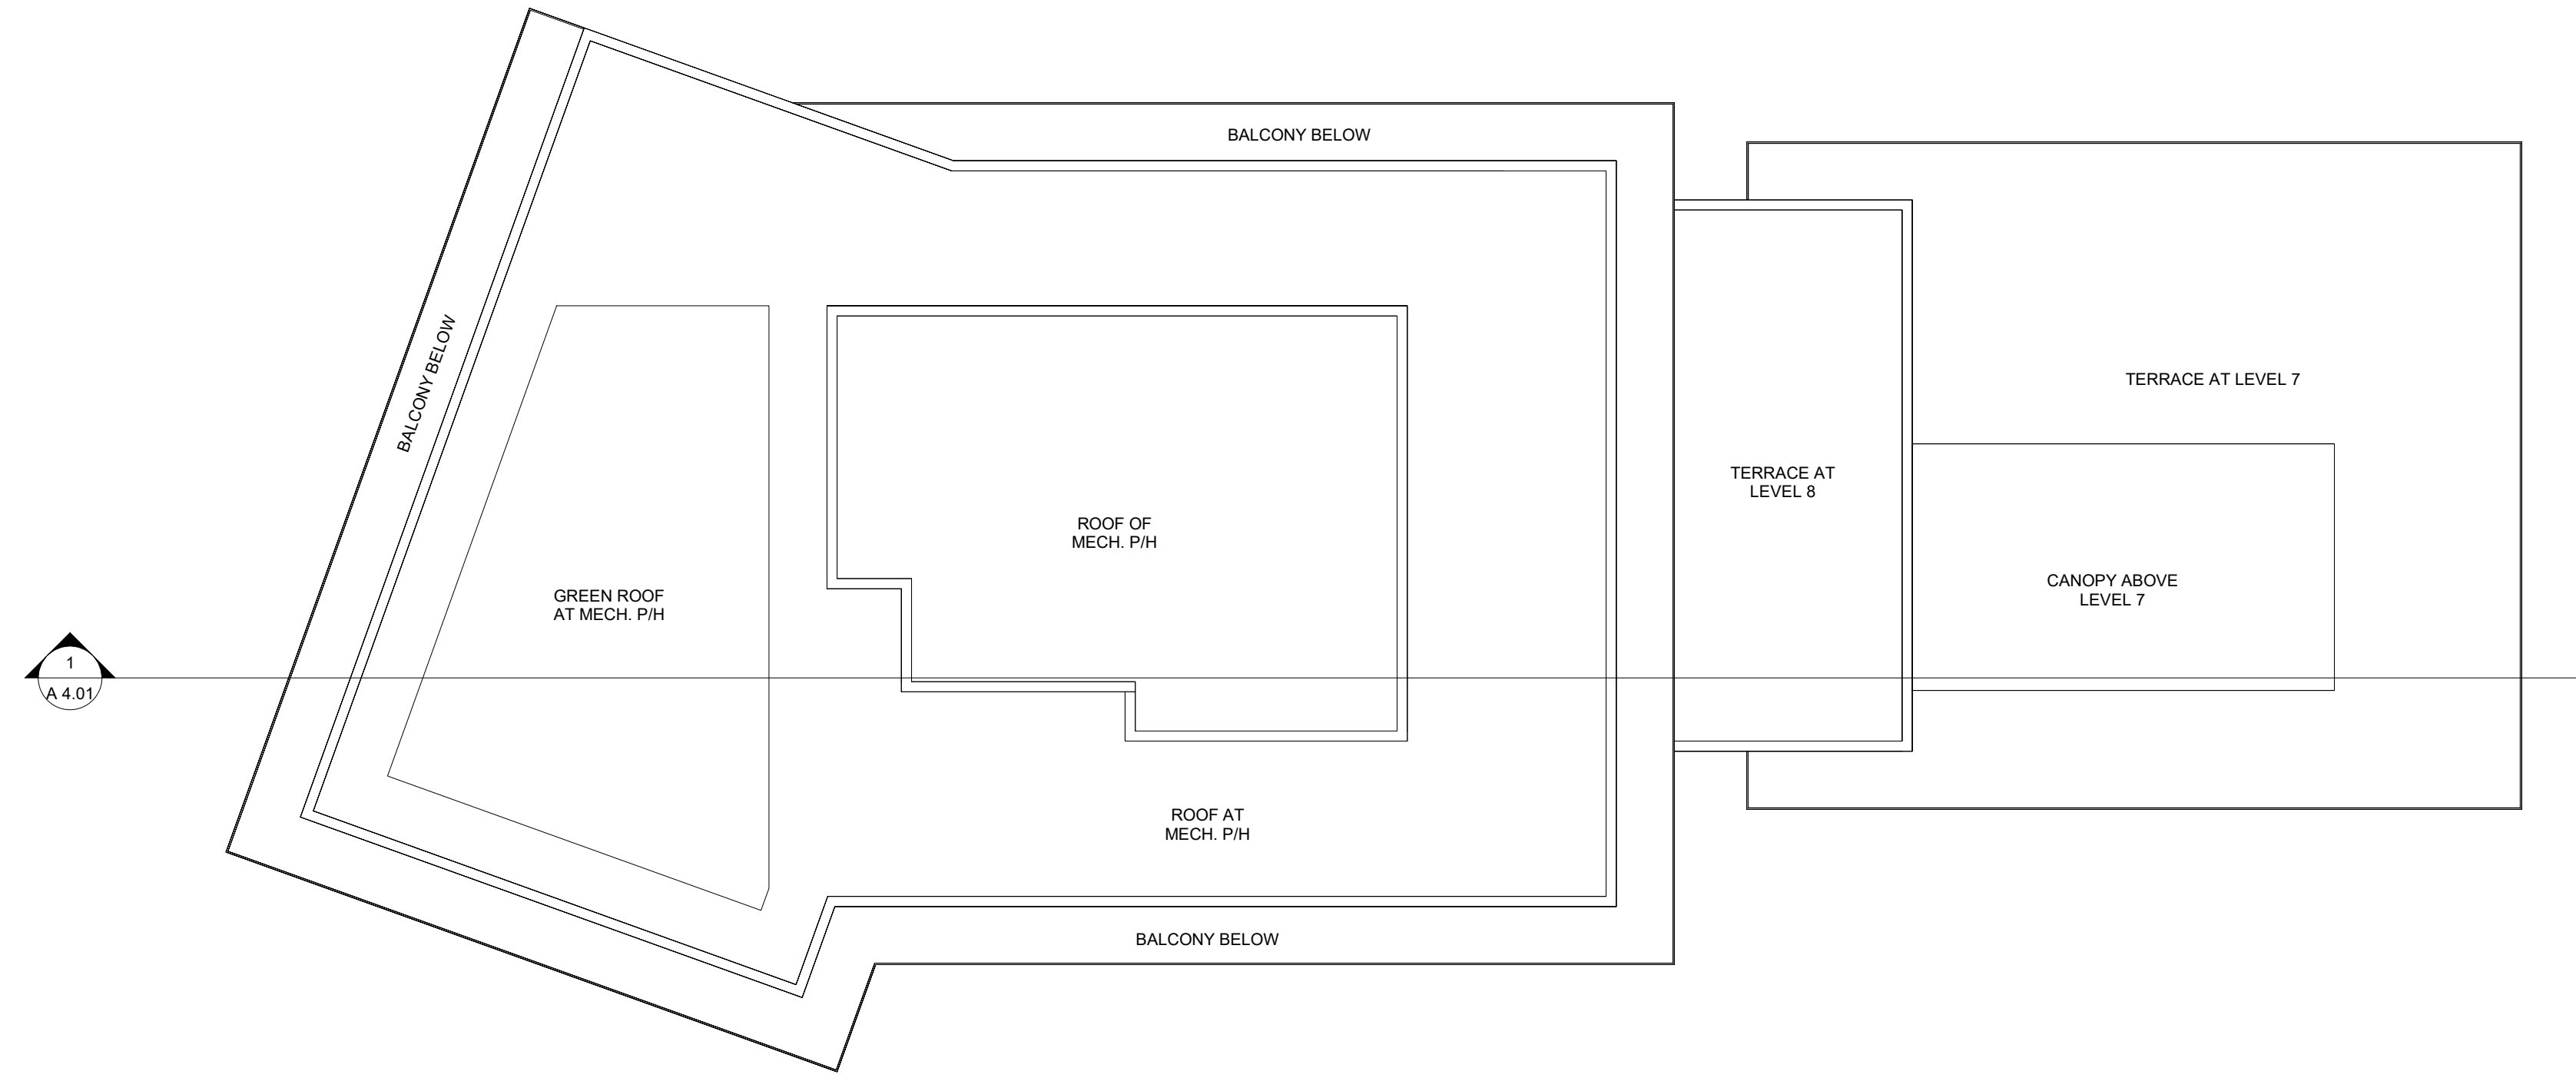 BALCONY BELOW
BALCONY BELOW
TERRACE AT LEVEL 7
TERRACE AT
LEVEL 8
ROOF OF
MECH. P/H
CANOPY ABOVE
LEVEL 7
GREEN ROOF
AT MECH. P/H
1
A 4.01
ROOF AT
MECH. P/H
BALCONY BELOW